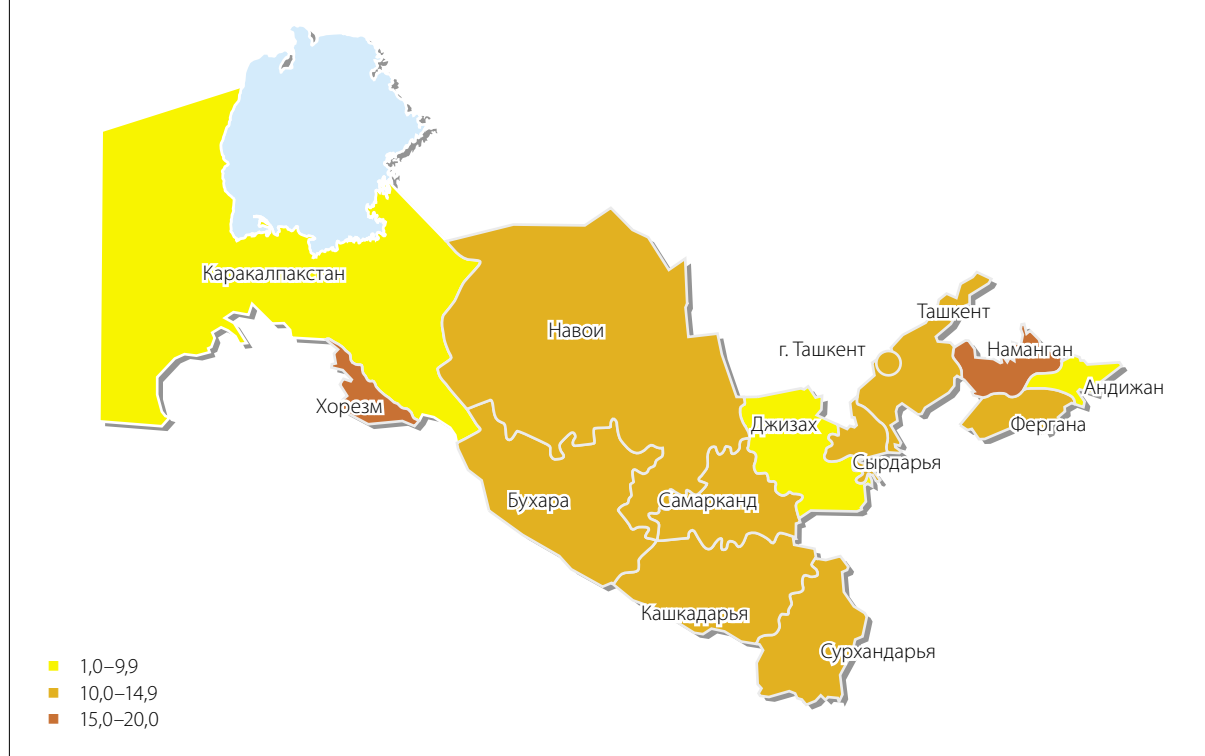 Каракалпакстан
Ташкент
Навои
г. Ташкент
Наманган
Андижан
Хорезм
Джизах
Фергана
Сырдарья
Бухара
Самарканд
Кашкадарья
Сурхандарья
1,0–9,9
10,0–14,9
15,0–20,0